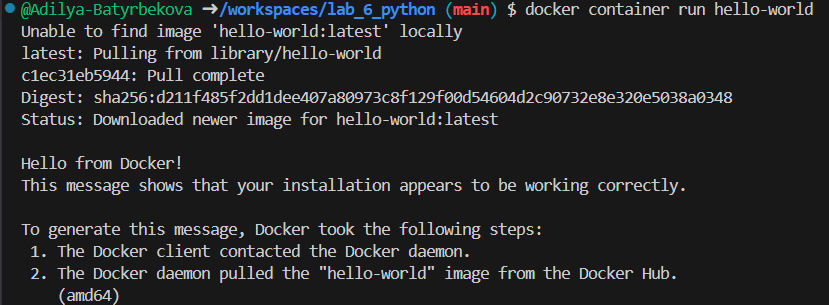 @Adilya-Batyrbekova ➜/workspaces/lab_6_python (main) $ docker container run hello-world
Unable to find image 'hello-world:latest' locally
latest: Pulling from library/hello-world
c1ec31eb5944: Pull complete
Digest: sha256:d211f485f2dd1dee407a80973c8f129f00d54604d2c90732e8e320e5038a0348
Status: Downloaded newer image for hello-world:latest

Hello from Docker!
This message shows that your installation appears to be working correctly.

To generate this message, Docker took the following steps:
 1. The Docker client contacted the Docker daemon.
 2. The Docker daemon pulled the "hello-world" image from the Docker Hub.
    (amd64)